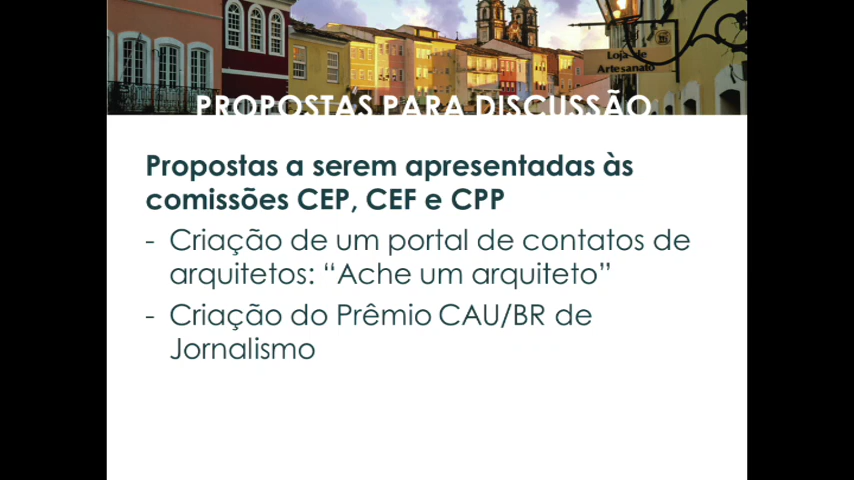 Loja de
Artesanato
PROPOSTAS PARA DISCUSSÃO
Propostas a serem apresentadas às
comissões CEP, CEF e CPP
- Criação de um portal de contatos de
arquitetos: “Ache um arquiteto”
- Criação do Prêmio CAU/BR de
Jornalismo